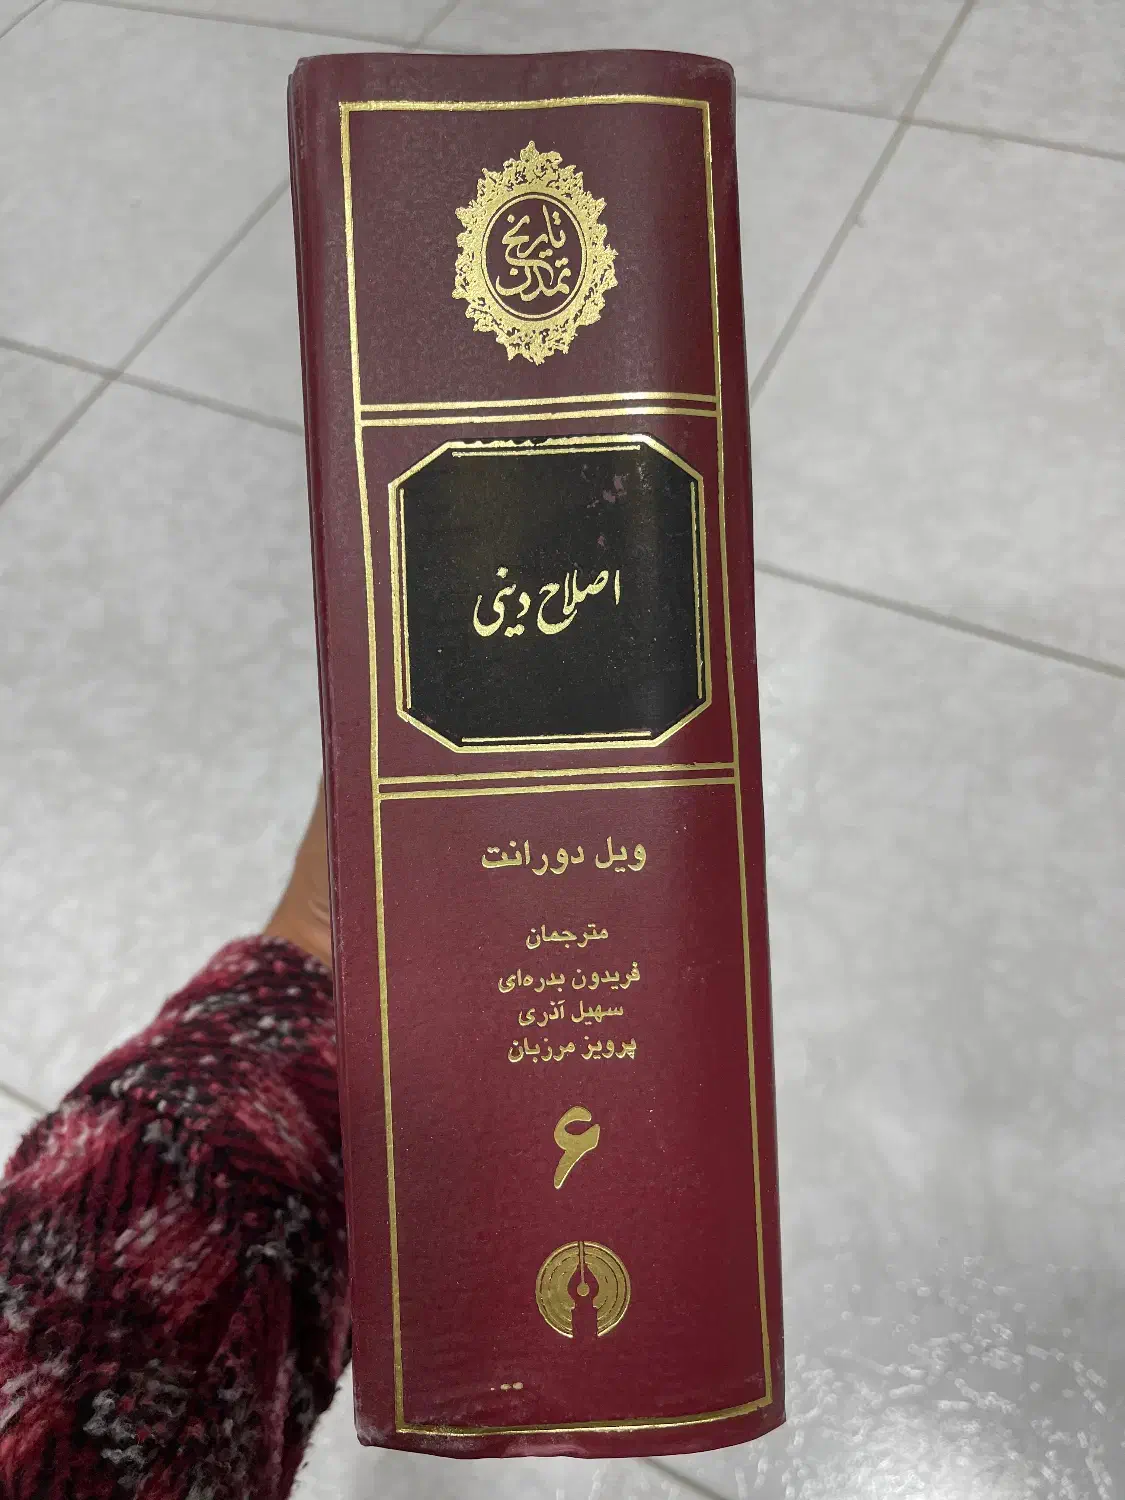 تاریخ
تمدن
اصلاح دینی
ویل دورانت
مترجمان
فریدون بدره‌ای
سهیل آذری
پرویز مرزبان
۶